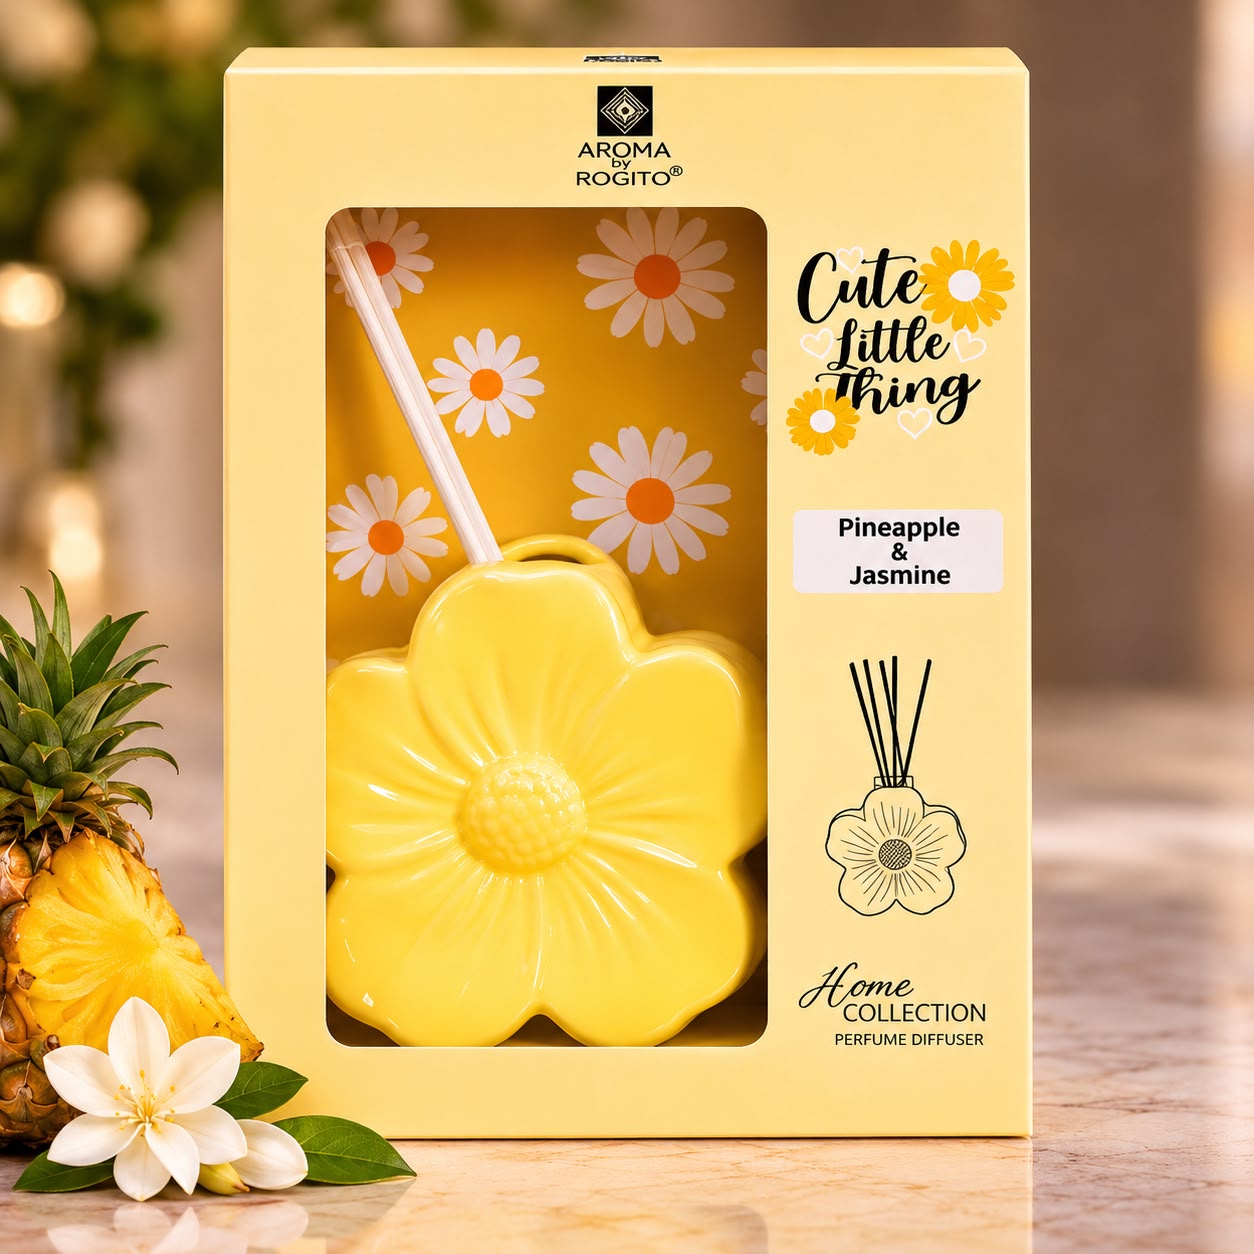 AROMA
by
ROGITO®
Cute
Little
Thing
Pineapple
&
Jasmine
Home
COLLECTION
PERFUME DIFFUSER